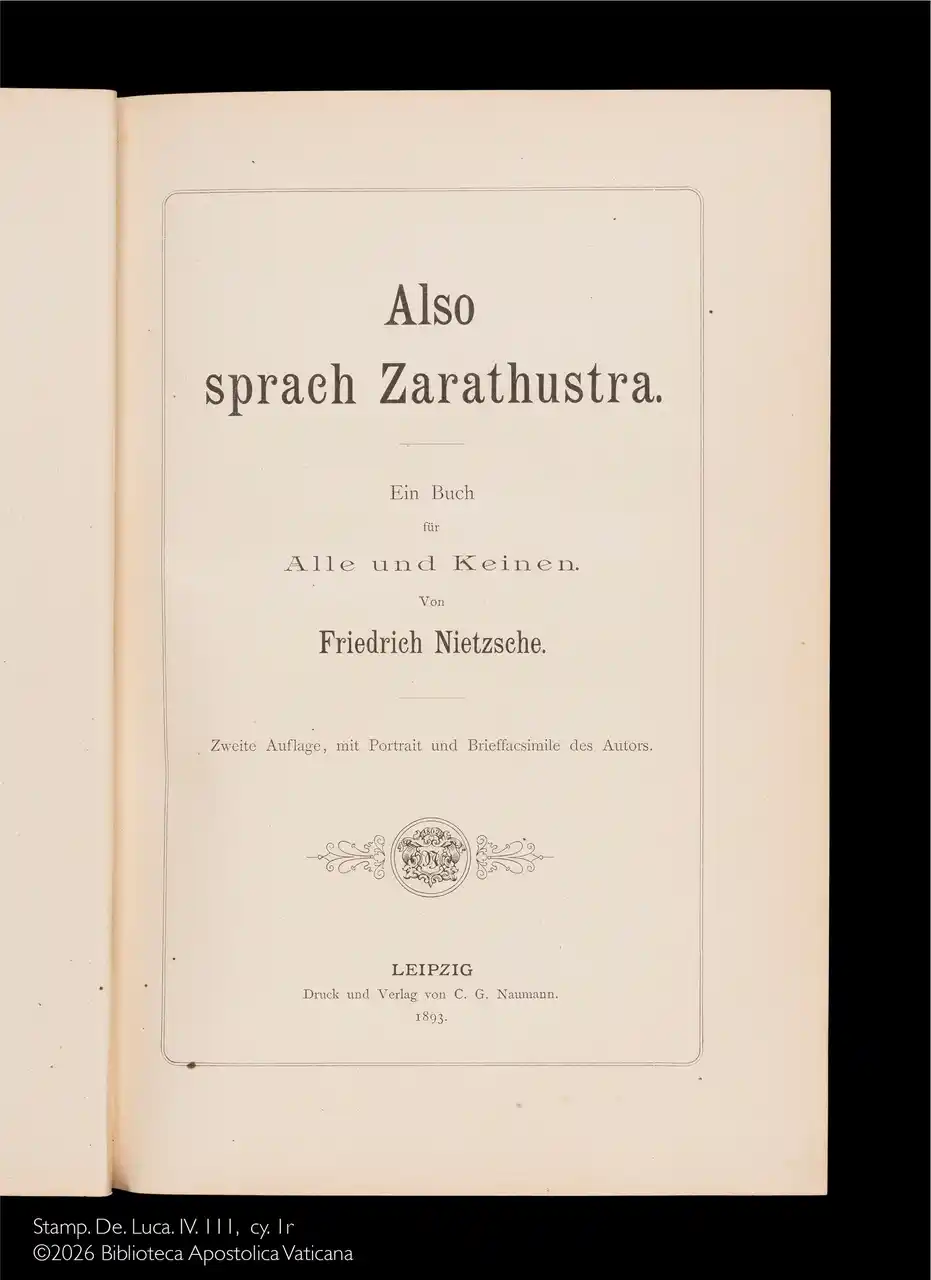 Also
sprach Zarathustra.
Ein Buch
für
Alle und Keinen.
Von
Friedrich Nietzsche.
Zweite Auflage, mit Portrait und Brieffacsimile des Autors.
LEIPZIG
Druck und Verlag von C. G. Naumann.
1893.
Stamp. De. Luca. IV. 111, cy. 1r
©2026 Biblioteca Apostolica Vaticana